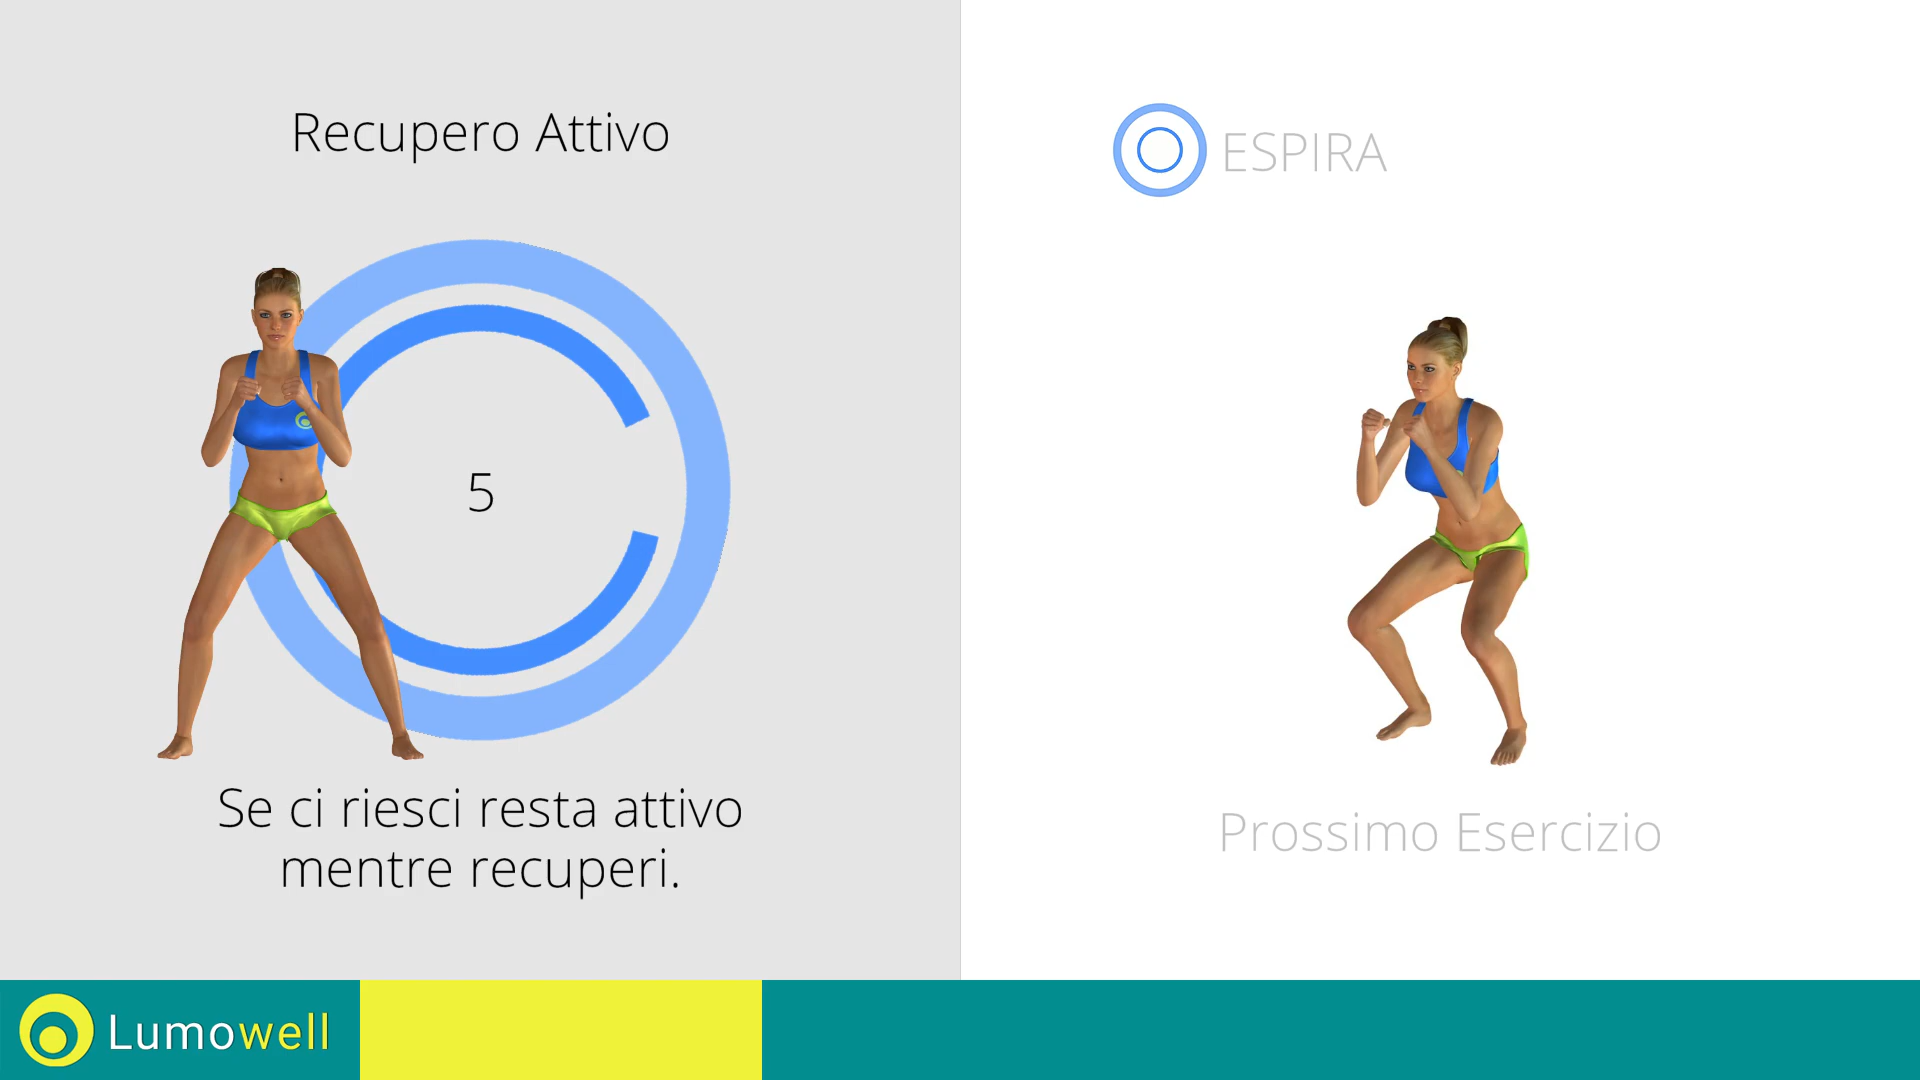 Recupero Attivo
5
Se ci riesci resta attivo
mentre recuperi.
ESPIRA
Prossimo Esercizio
Lumowell